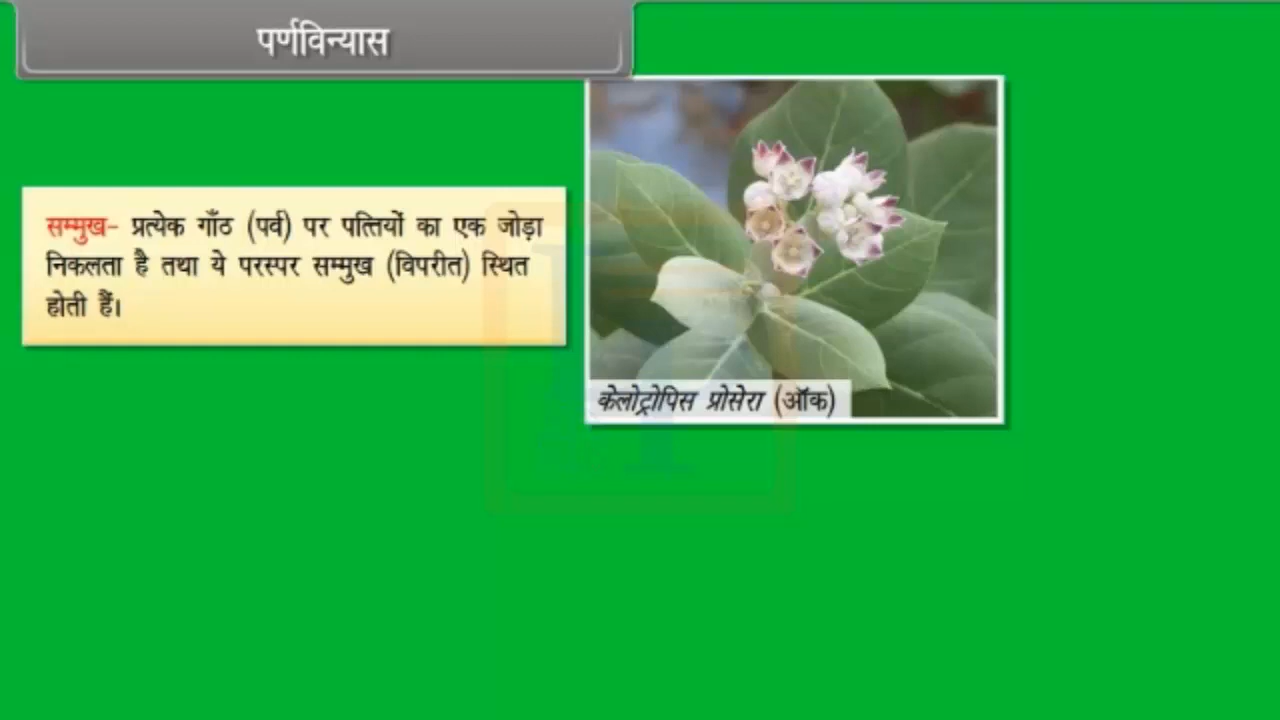 पर्णविन्यास
सम्मुख- प्रत्येक गाँठ (पर्व) पर पत्तियों का एक जोड़ा
निकलता है तथा ये परस्पर सम्मुख (विपरीत) स्थित
होती हैं।
केलोट्रोपिस प्रोसेरा (ऑक)